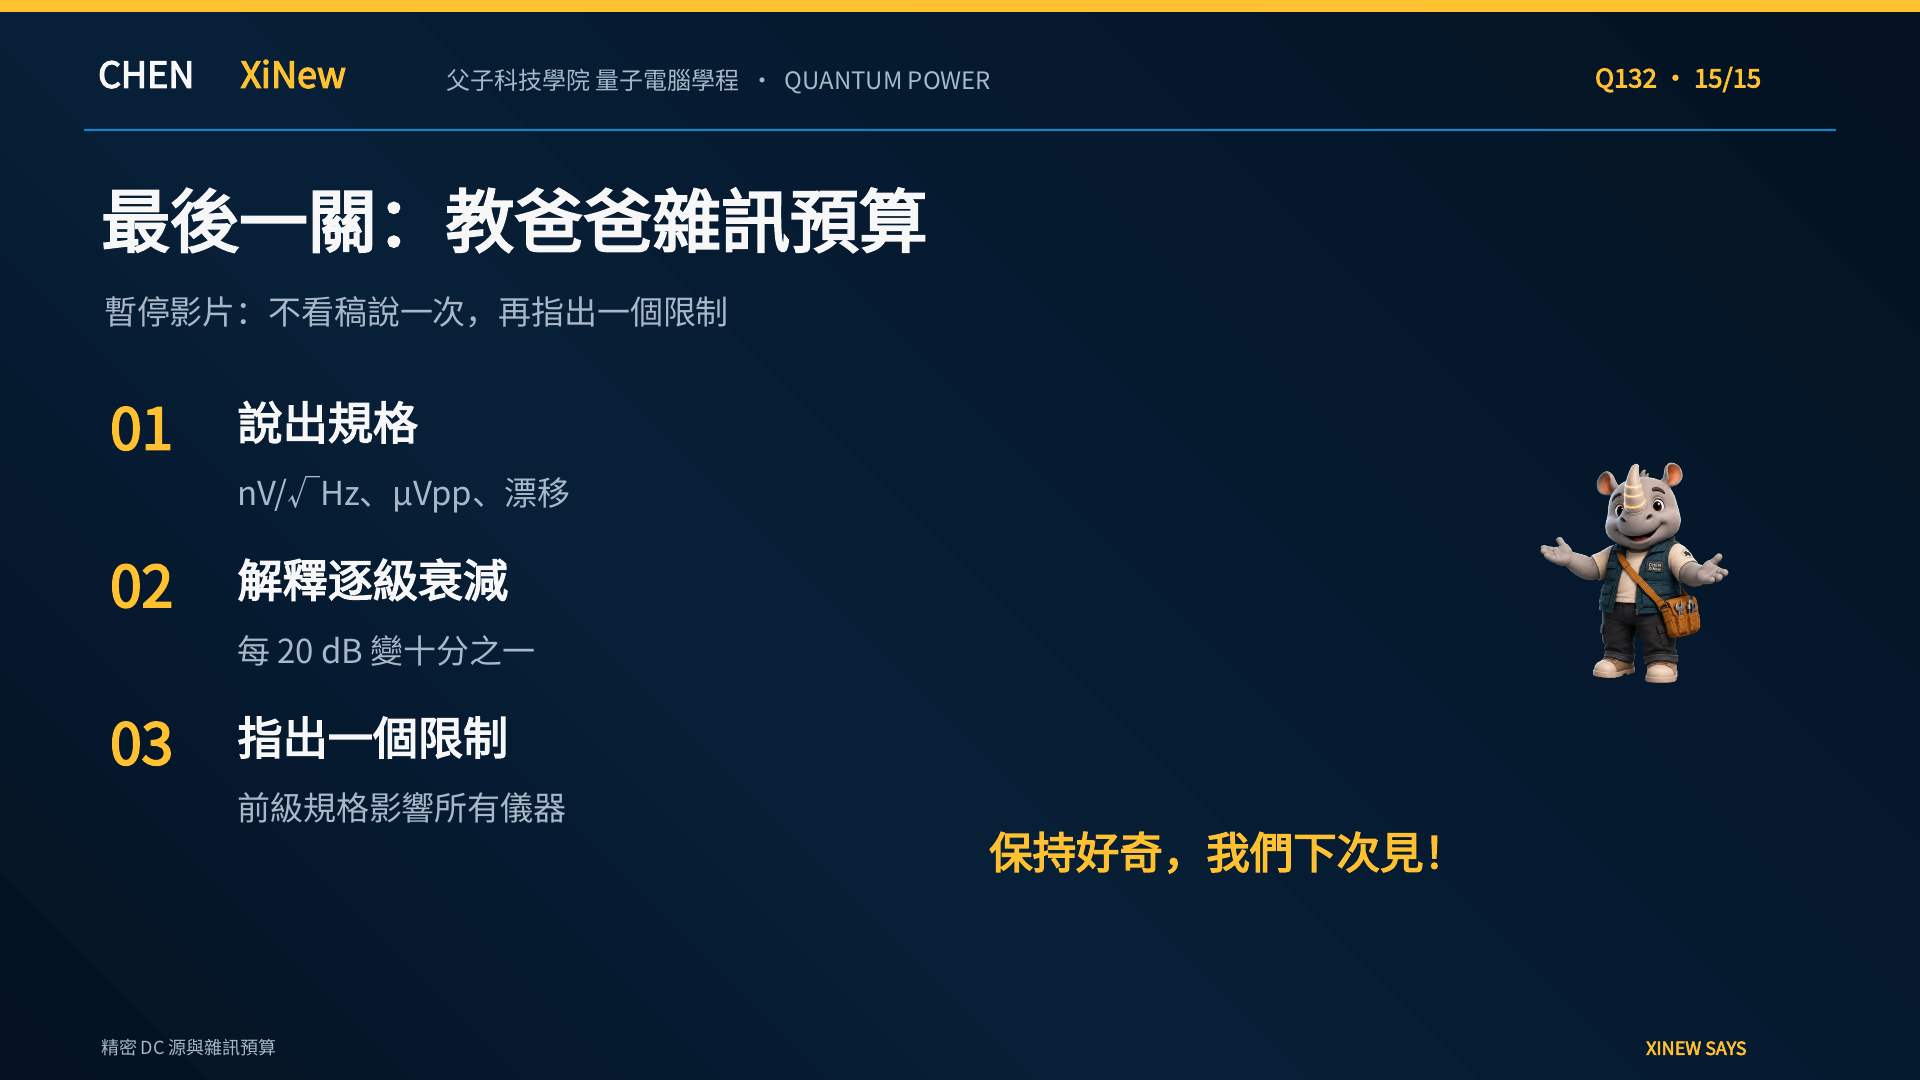 CHEN XiNew 父子科技學院 量子電腦學程 • QUANTUM POWER Q132 • 15/15
最後一關：教爸爸雜訊預算
暫停影片：不看稿說一次，再指出一個限制
01 說出規格
nV/√Hz、µVpp、漂移
02 解釋逐級衰減
每 20 dB 變十分之一
03 指出一個限制
前級規格影響所有儀器
保持好奇，我們下次見！
精密 DC 源與雜訊預算
XINEW SAYS